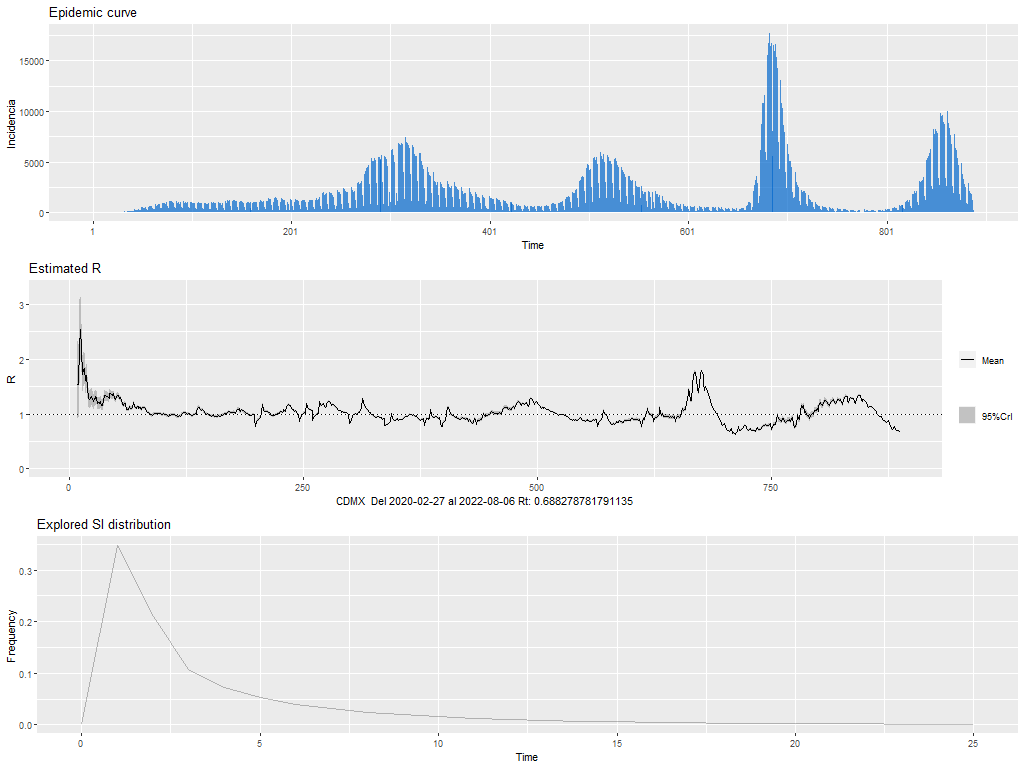 Epidemic curve
Incidencia
15000
10000
5000
0
1
201
401
601
801
Time
Estimated R
R
3
2
1
0
0
250
500
750
CDMX Del 2020-02-27 al 2022-08-06 Rt: 0.688278781791135
Mean
95%CrI
Explored SI distribution
Frequency
0.3
0.2
0.1
0.0
0
5
10
15
20
25
Time